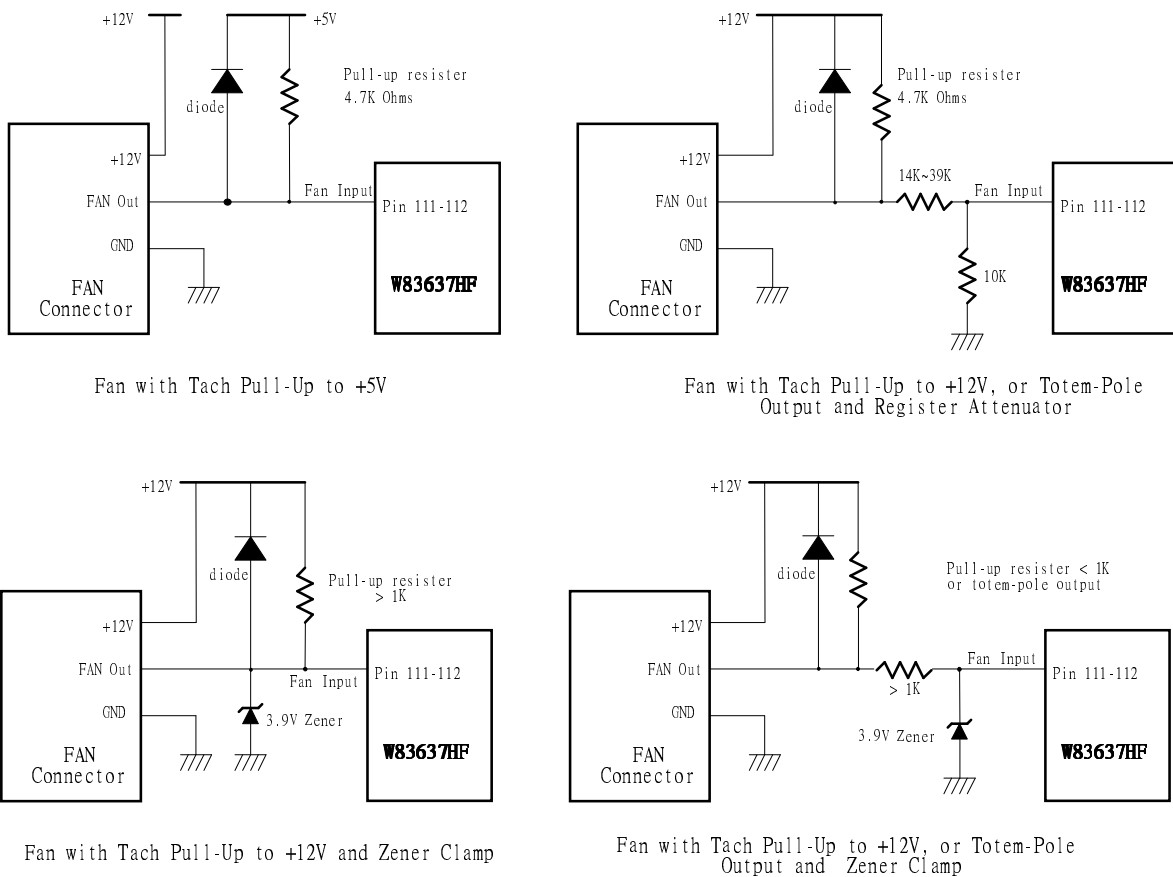 +12V
+5V
Pull-up resister
4.7K Ohms
diode
+12V
FAN Out
Fan Input
Pin 111-112
GND
W83637HF
FAN
Connector
Fan with Tach Pull-Up to +5V
+12V
Pull-up resister
4.7K Ohms
diode
+12V
14K~39K
FAN Out
Fan Input
Pin 111-112
GND
10K
W83637HF
FAN
Connector
Fan with Tach Pull-Up to +12V, or Totem-Pole
Output and Register Attenuator
+12V
diode
Pull-up resister
> 1K
+12V
FAN Out
Fan Input
Pin 111-112
GND
3.9V Zener
W83637HF
FAN
Connector
Fan with Tach Pull-Up to +12V and Zener Clamp
+12V
diode
Pull-up resister < 1K
or totem-pole output
+12V
FAN Out
Fan Input
Pin 111-112
> 1K
GND
3.9V Zener
W83637HF
FAN
Connector
Fan with Tach Pull-Up to +12V, or Totem-Pole
Output and Zener Clamp